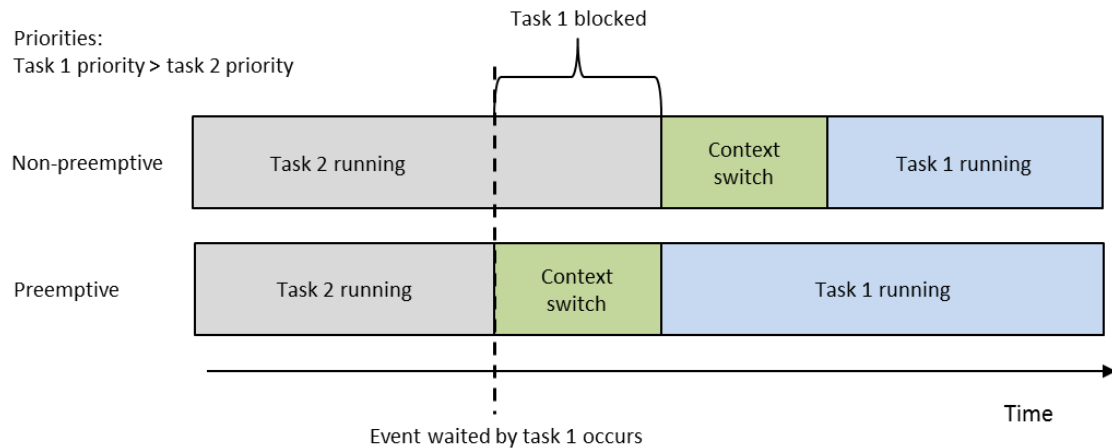 Task 1 blocked
Priorities:
Task 1 priority > task 2 priority
Non-preemptive
Task 2 running
Context
switch
Task 1 running
Preemptive
Task 2 running
Context
switch
Task 1 running
Time
Event waited by task 1 occurs